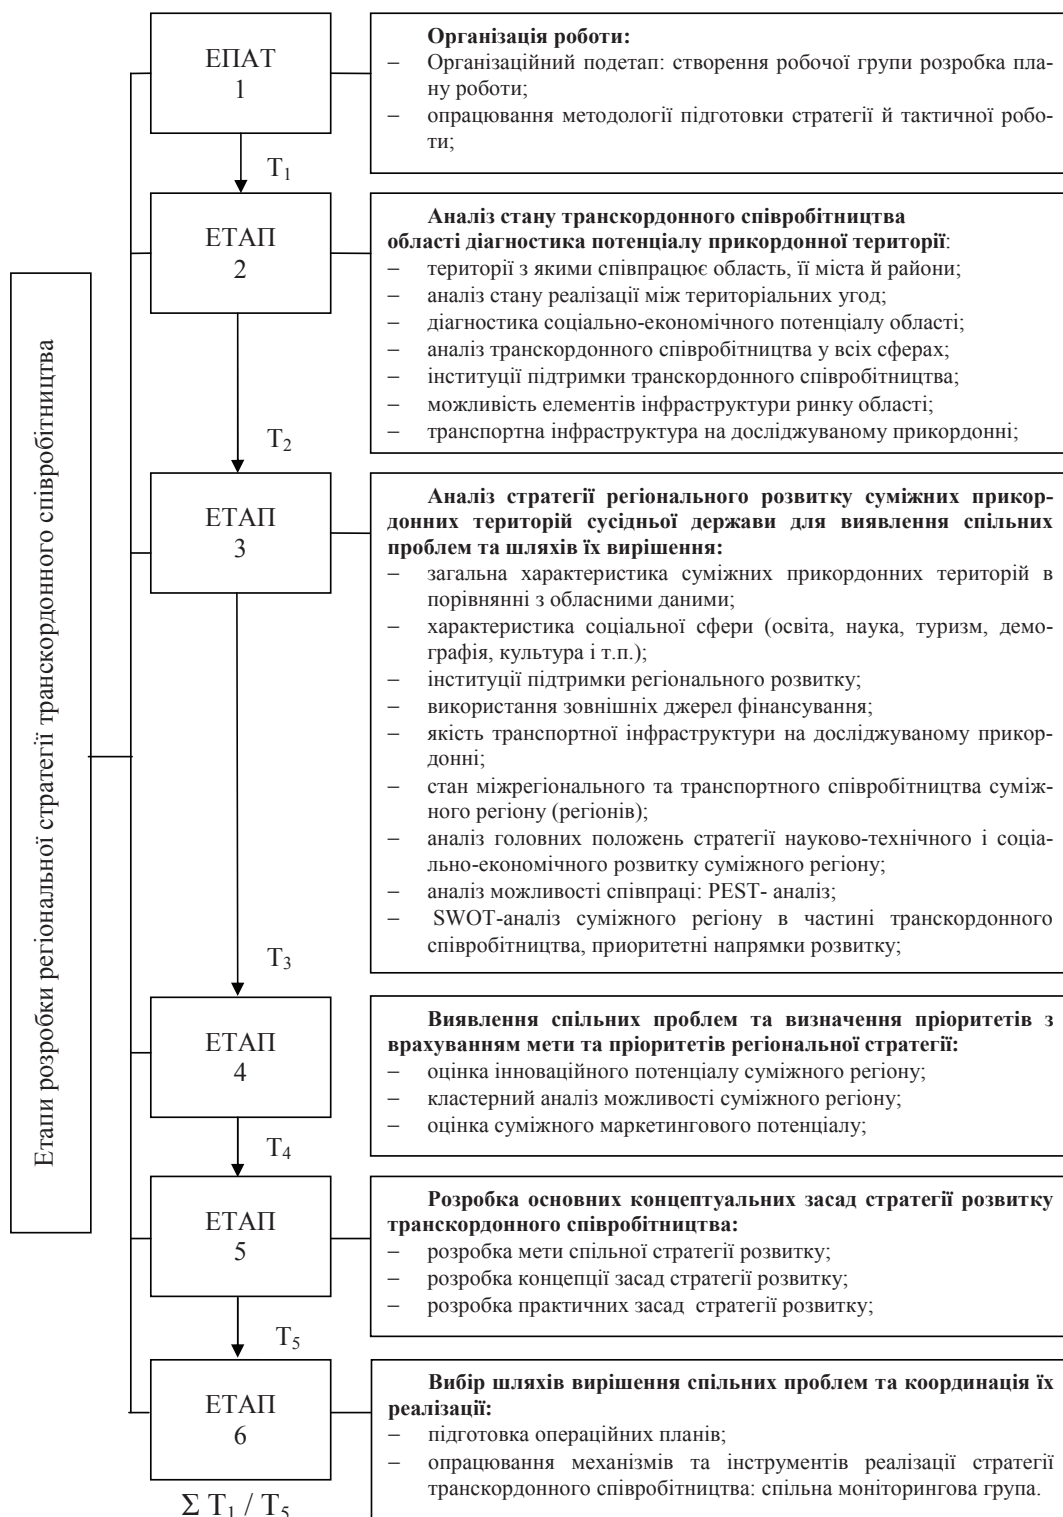 Етапи розробки регіональної стратегії транскордонного співробітництва
ЕПАТ
1
Організація роботи:
– Організаційний подетап: створення робочої групи розробка пла-
ну роботи;
– опрацювання методології підготовки стратегії й тактичної робо-
ти;
T₁
ЕТАП
2
Аналіз стану транскордонного співробітництва
області діагностика потенціалу прикордонної території:
– території з якими співпрацює область, її міста й райони;
– аналіз стану реалізації між територіальних угод;
– діагностика соціально-економічного потенціалу області;
– аналіз транскордонного співробітництва у всіх сферах;
– інституції підтримки транскордонного співробітництва;
– можливість елементів інфраструктури ринку області;
– транспортна інфраструктура на досліджуваному прикордонні;
T₂
ЕТАП
3
Аналіз стратегії регіонального розвитку суміжних прикор-
донних територій сусідньої держави для виявлення спільних
проблем та шляхів їх вирішення:
– загальна характеристика суміжних прикордонних територій в
порівнянні з обласними даними;
– характеристика соціальної сфери (освіта, наука, туризм, демо-
графія, культура і т.п.);
– інституції підтримки регіонального розвитку;
– використання зовнішніх джерел фінансування;
– якість транспортної інфраструктури на досліджуваному прикор-
донні;
– стан міжрегіонального та транспортного співробітництва суміж-
ного регіону (регіонів);
– аналіз головних положень стратегії науково-технічного і соціа-
льно-економічного розвитку суміжного регіону;
– аналіз можливості співпраці: PEST- аналіз;
– SWOT-аналіз суміжного регіону в частині транскордонного
співробітництва, приоритетні напрямки розвитку;
T₃
ЕТАП
4
Виявлення спільних проблем та визначення пріоритетів з
врахуванням мети та пріоритетів регіональної стратегії:
– оцінка інноваційного потенціалу суміжного регіону;
– кластерний аналіз можливості суміжного регіону;
– оцінка суміжного маркетингового потенціалу;
T₄
ЕТАП
5
Розробка основних концептуальних засад стратегії розвитку
транскордонного співробітництва:
– розробка мети спільної стратегії розвитку;
– розробка концепції засад стратегії розвитку;
– розробка практичних засад стратегії розвитку;
T₅
ЕТАП
6
Вибір шляхів вирішення спільних проблем та координація їх
реалізації:
– підготовка операційних планів;
– опрацювання механізмів та інструментів реалізації стратегії
транскордонного співробітництва: спільна моніторингова група.
Σ T₁ / T₅